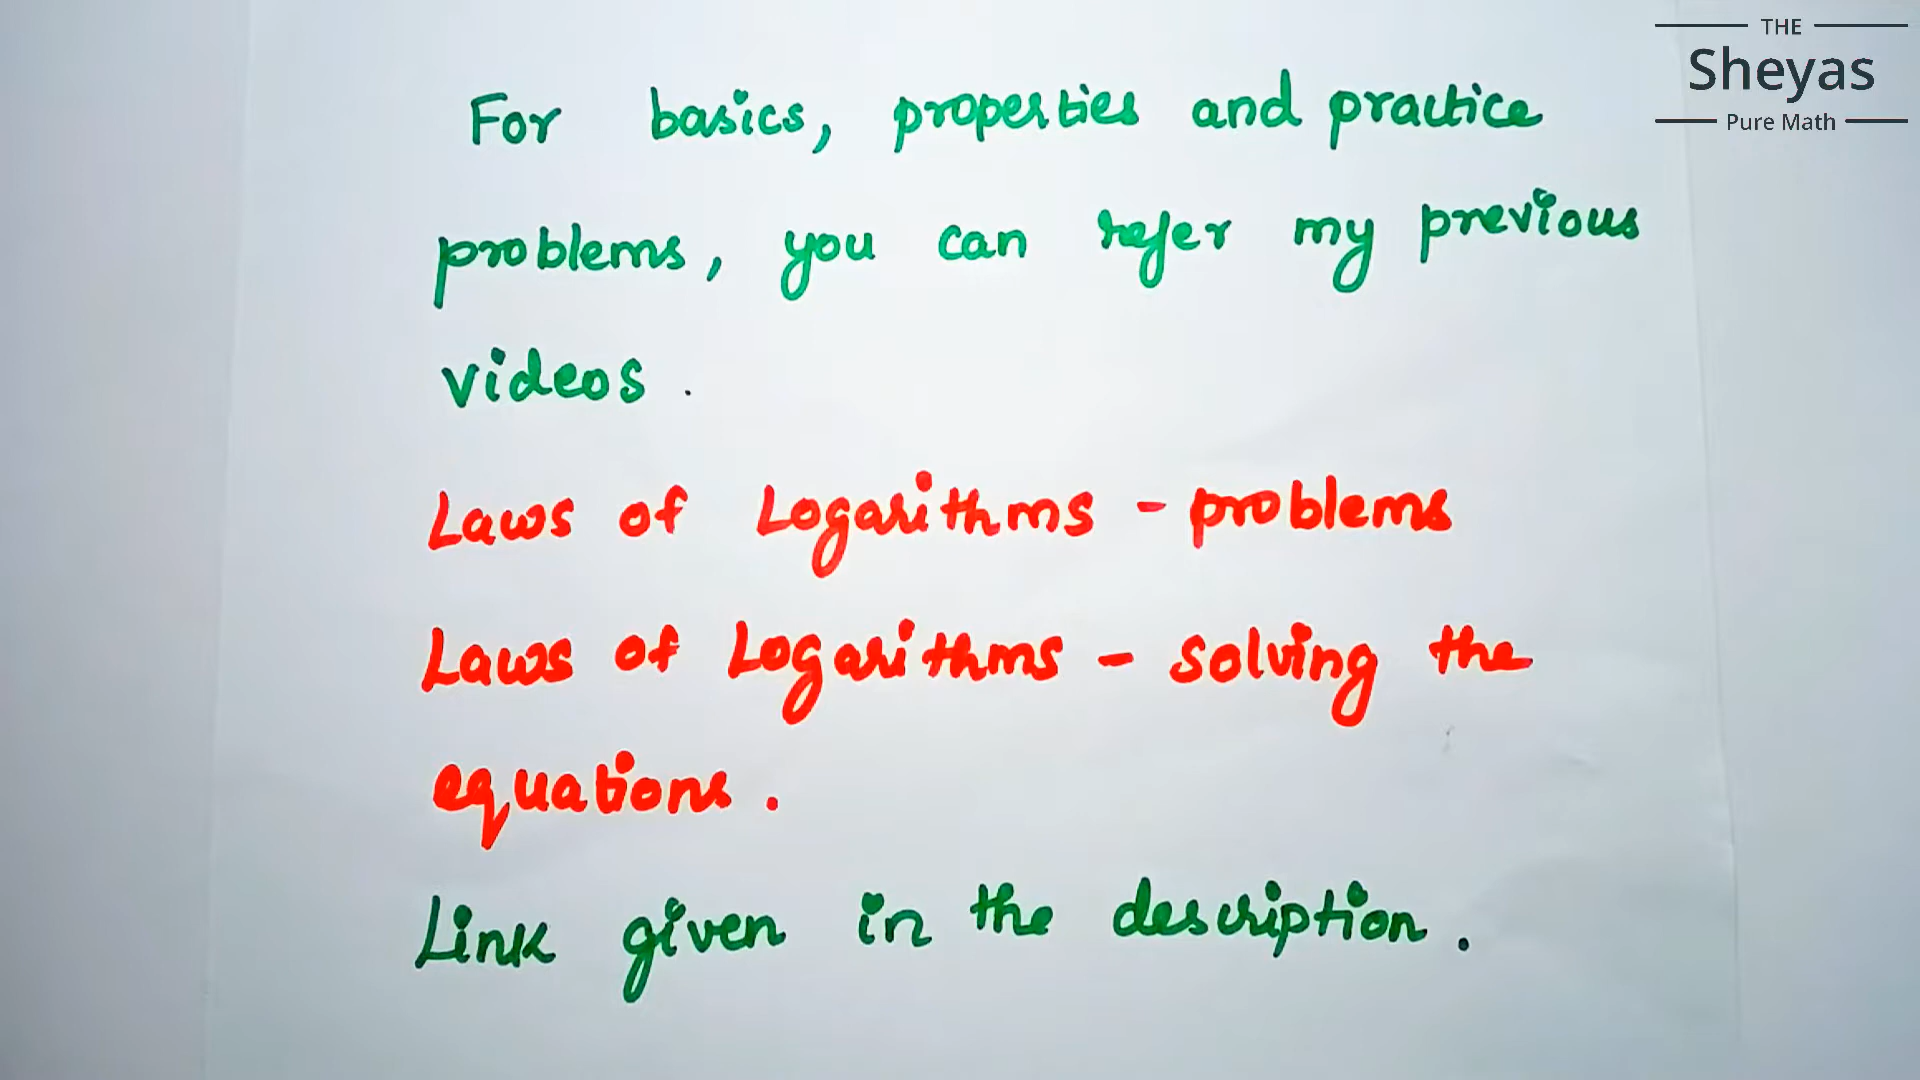 THE
Sheyas
Pure Math
For basics, properties and practice
problems, you can refer my previous
videos.
Laws of Logarithms - problems
Laws of Logarithms - solving the
equations.
Link given in the description.